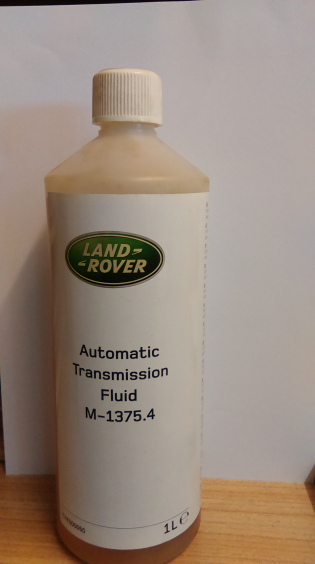 LAND
ROVER
Automatic
Transmission
Fluid
M-1375.4
1L℮